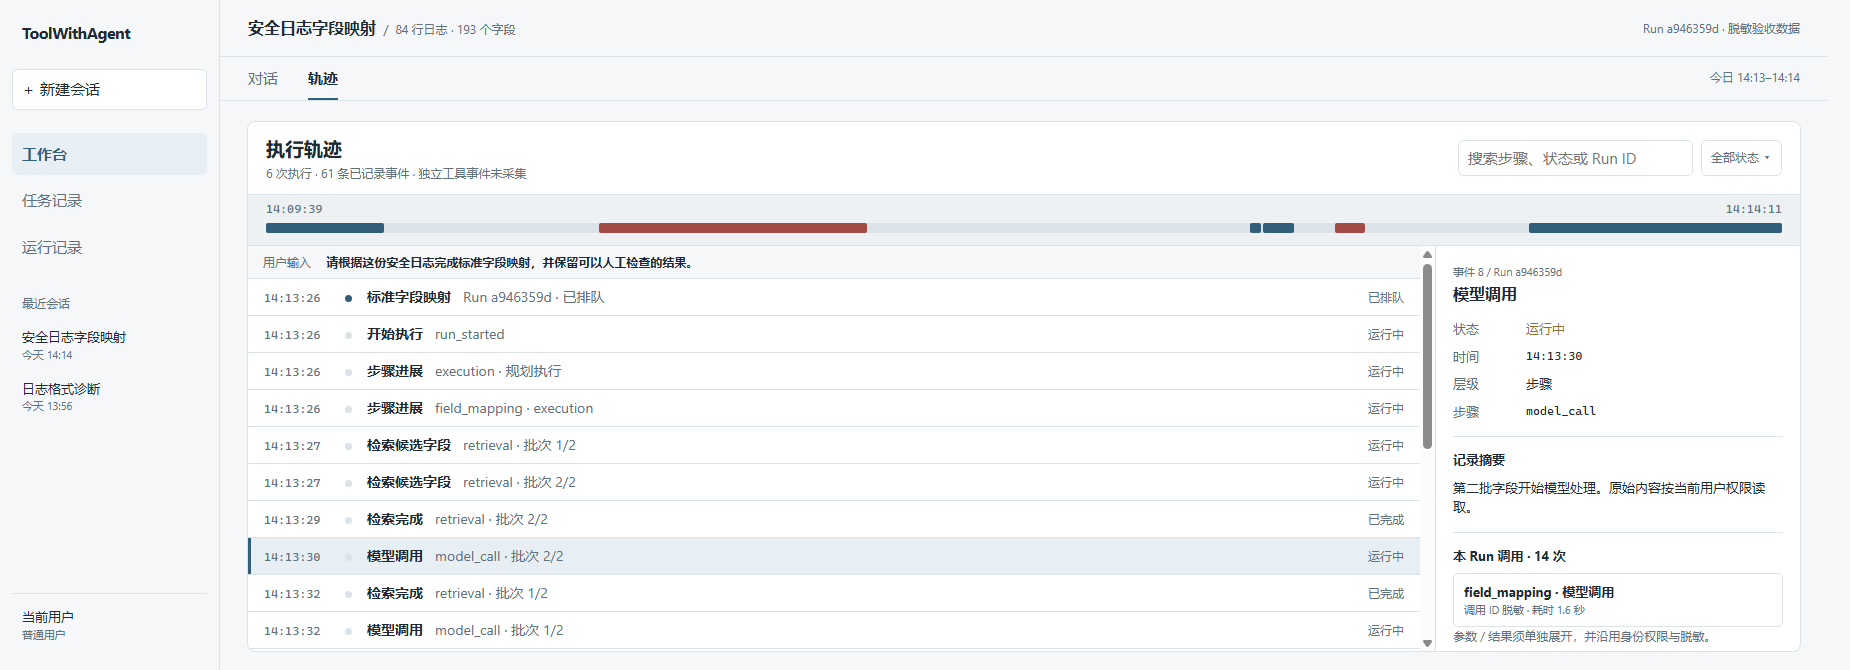 ToolWithAgent
+ 新建会话
工作台
任务记录
运行记录
最近会话
安全日志字段映射
今天 14:14
日志格式诊断
今天 13:56
当前用户
普通用户
安全日志字段映射 / 84 行日志 · 193 个字段
Run a946359d · 脱敏验收数据
对话 轨迹
今日 14:13–14:14
执行轨迹
6 次执行 · 61 条已记录事件 · 独立工具事件未采集
搜索步骤、状态或 Run ID
全部状态
14:09:39
14:14:11
用户输入 请根据这份安全日志完成标准字段映射，并保留可以人工检查的结果。
14:13:26 标准字段映射 Run a946359d · 已排队 已排队
14:13:26 开始执行 run_started 运行中
14:13:26 步骤进展 execution · 规划执行 运行中
14:13:26 步骤进展 field_mapping · execution 运行中
14:13:27 检索候选字段 retrieval · 批次 1/2 运行中
14:13:27 检索候选字段 retrieval · 批次 2/2 运行中
14:13:29 检索完成 retrieval · 批次 2/2 已完成
14:13:30 模型调用 model_call · 批次 2/2 运行中
14:13:32 检索完成 retrieval · 批次 1/2 已完成
14:13:32 模型调用 model_call · 批次 1/2 运行中
事件 8 / Run a946359d
模型调用
状态 运行中
时间 14:13:30
层级 步骤
步骤 model_call
记录摘要
第二批字段开始模型处理。原始内容按当前用户权限读
取。
本 Run 调用 · 14 次
field_mapping · 模型调用
调用 ID 脱敏 · 耗时 1.6 秒
参数 / 结果须单独展开，并沿用身份权限与脱敏。